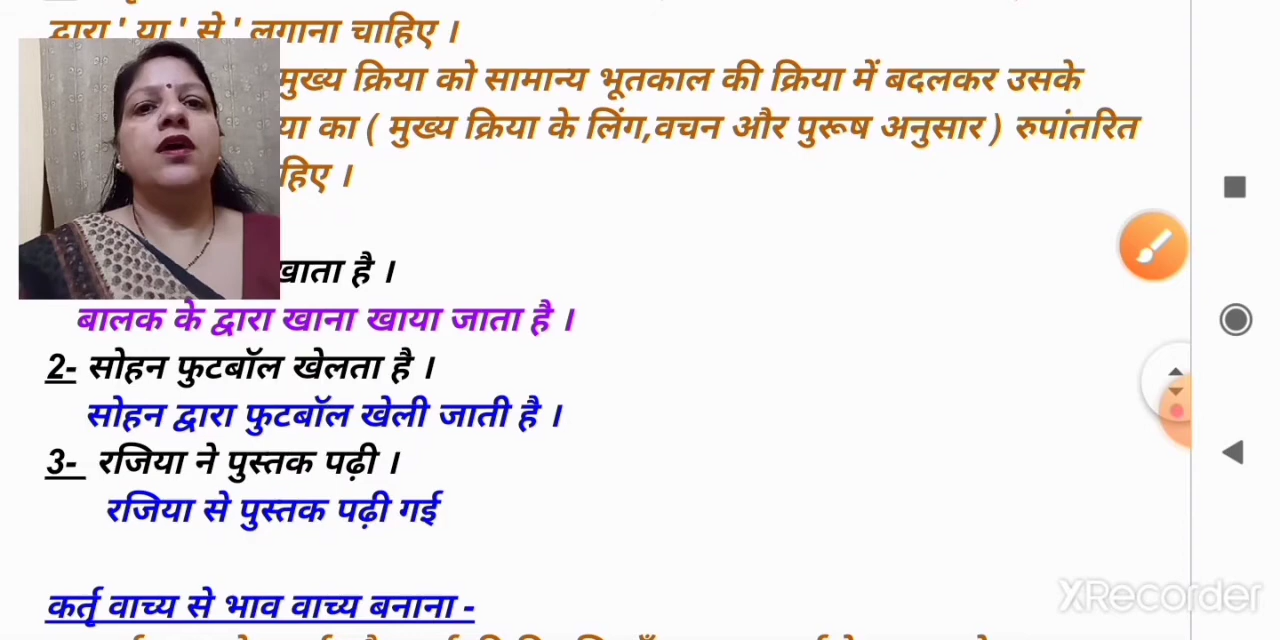 द्वारा ' या ' से ' लगाना चाहिए ।
मुख्य क्रिया को सामान्य भूतकाल की क्रिया में बदलकर उसके
या का ( मुख्य क्रिया के लिंग,वचन और पुरूष अनुसार ) रुपांतरित
हिए ।
खाता है ।
बालक के द्वारा खाना खाया जाता है ।
2- सोहन फुटबॉल खेलता है ।
सोहन द्वारा फुटबॉल खेली जाती है ।
3- रजिया ने पुस्तक पढ़ी ।
रजिया से पुस्तक पढ़ी गई
कर्तृ वाच्य से भाव वाच्य बनाना -
XRecorder